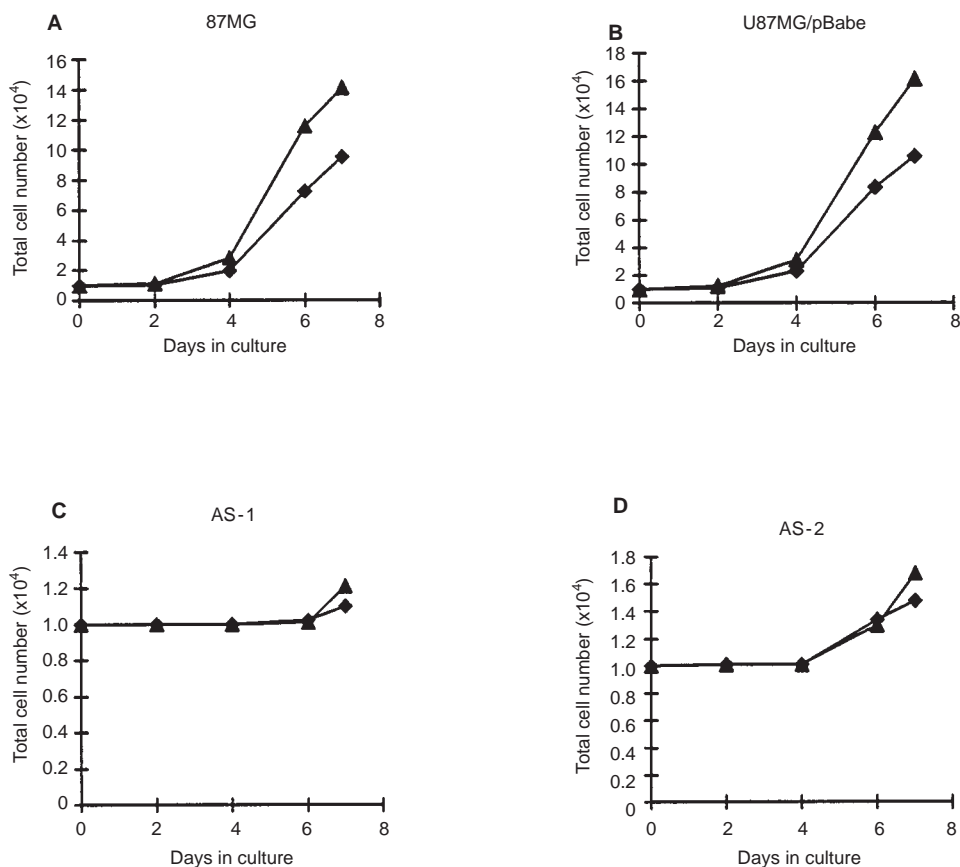 A
87MG
Total cell number (x10⁴)
16
14
12
10
8
6
4
2
0
0 2 4 6 8
Days in culture
B
U87MG/pBabe
Total cell number (x10⁴)
18
16
14
12
10
8
6
4
2
0
0 2 4 6 8
Days in culture
C
AS-1
Total cell number (x10⁴)
1.4
1.2
1.0
0.8
0.6
0.4
0.2
0
0 2 4 6 8
Days in culture
D
AS-2
Total cell number (x10⁴)
1.8
1.6
1.4
1.2
1.0
0.8
0.6
0.4
0.2
0
0 2 4 6 8
Days in culture